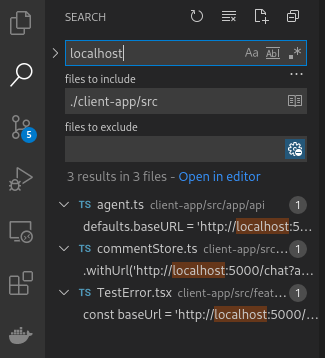 SEARCH
localhost
Aa Abl .*
files to include
...
./client-app/src
files to exclude
5
3 results in 3 files - Open in editor
TS agent.ts client-app/src/app/api 1
defaults.baseURL = 'http://localhost:5...
TS commentStore.ts client-app/src... 1
.withUrl('http://localhost:5000/chat?a...
TS TestError.tsx client-app/src/feat... 1
const baseUrl = 'http://localhost:5000/...